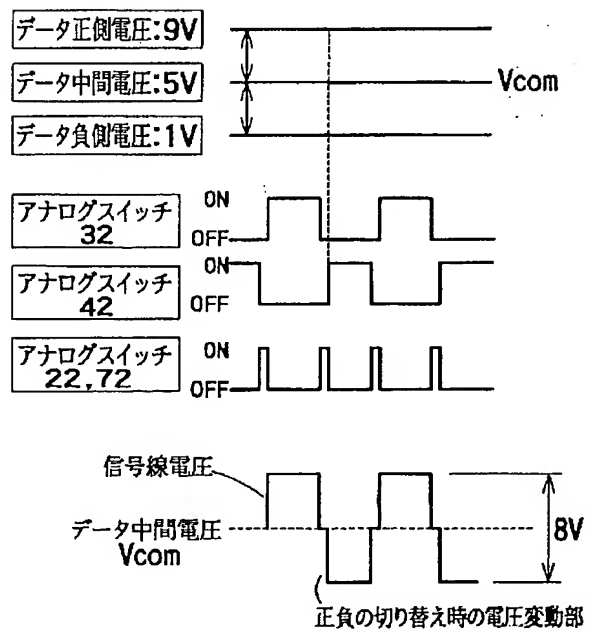 データ正側電圧:9V
データ中間電圧:5V
Vcom
データ負側電圧:1V
アナログスイッチ
32
ON
OFF
アナログスイッチ
42
ON
OFF
アナログスイッチ
22,72
ON
OFF
信号線電圧
データ中間電圧
Vcom
8V
正負の切り替え時の電圧変動部